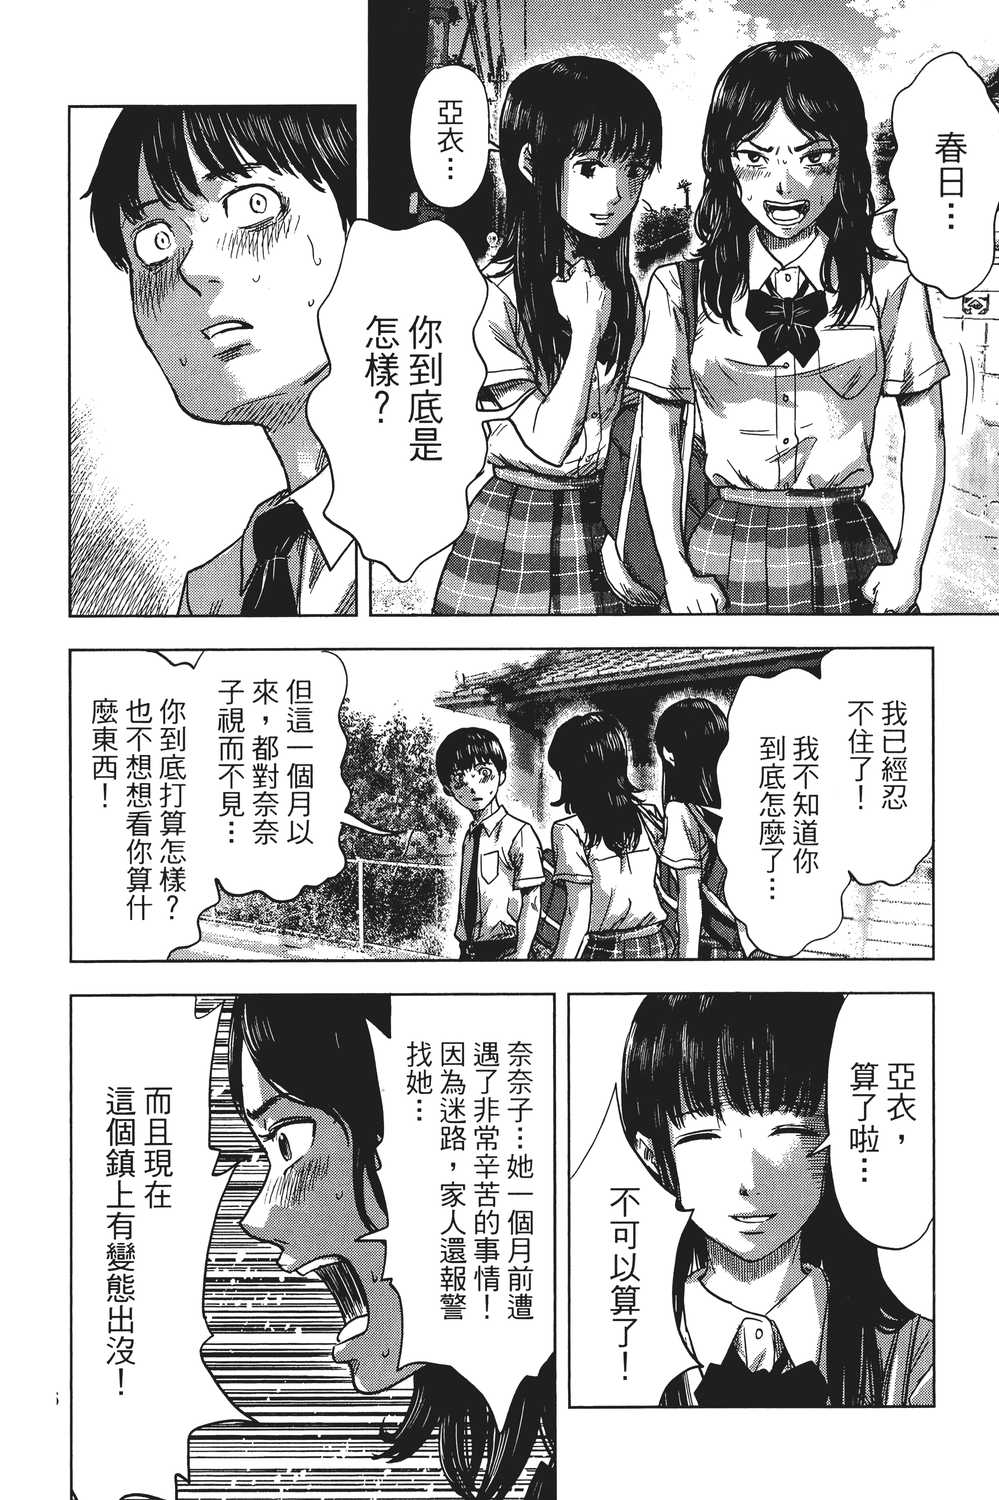 春日…
亞衣…
你到底是
怎樣？
我已經忍
不住了！
我不知道你
到底怎麼了…
但這一個月以
來，都對奈奈
子視而不見…
你到底打算怎樣？
也不想想看你算什
麼東西！
亞衣，
算了啦…
不可以算了！
奈奈子…她一個月前遭
遇了非常辛苦的事情！
因為迷路，家人還報警
找她…
而且現在
這個鎮上有變態出沒！